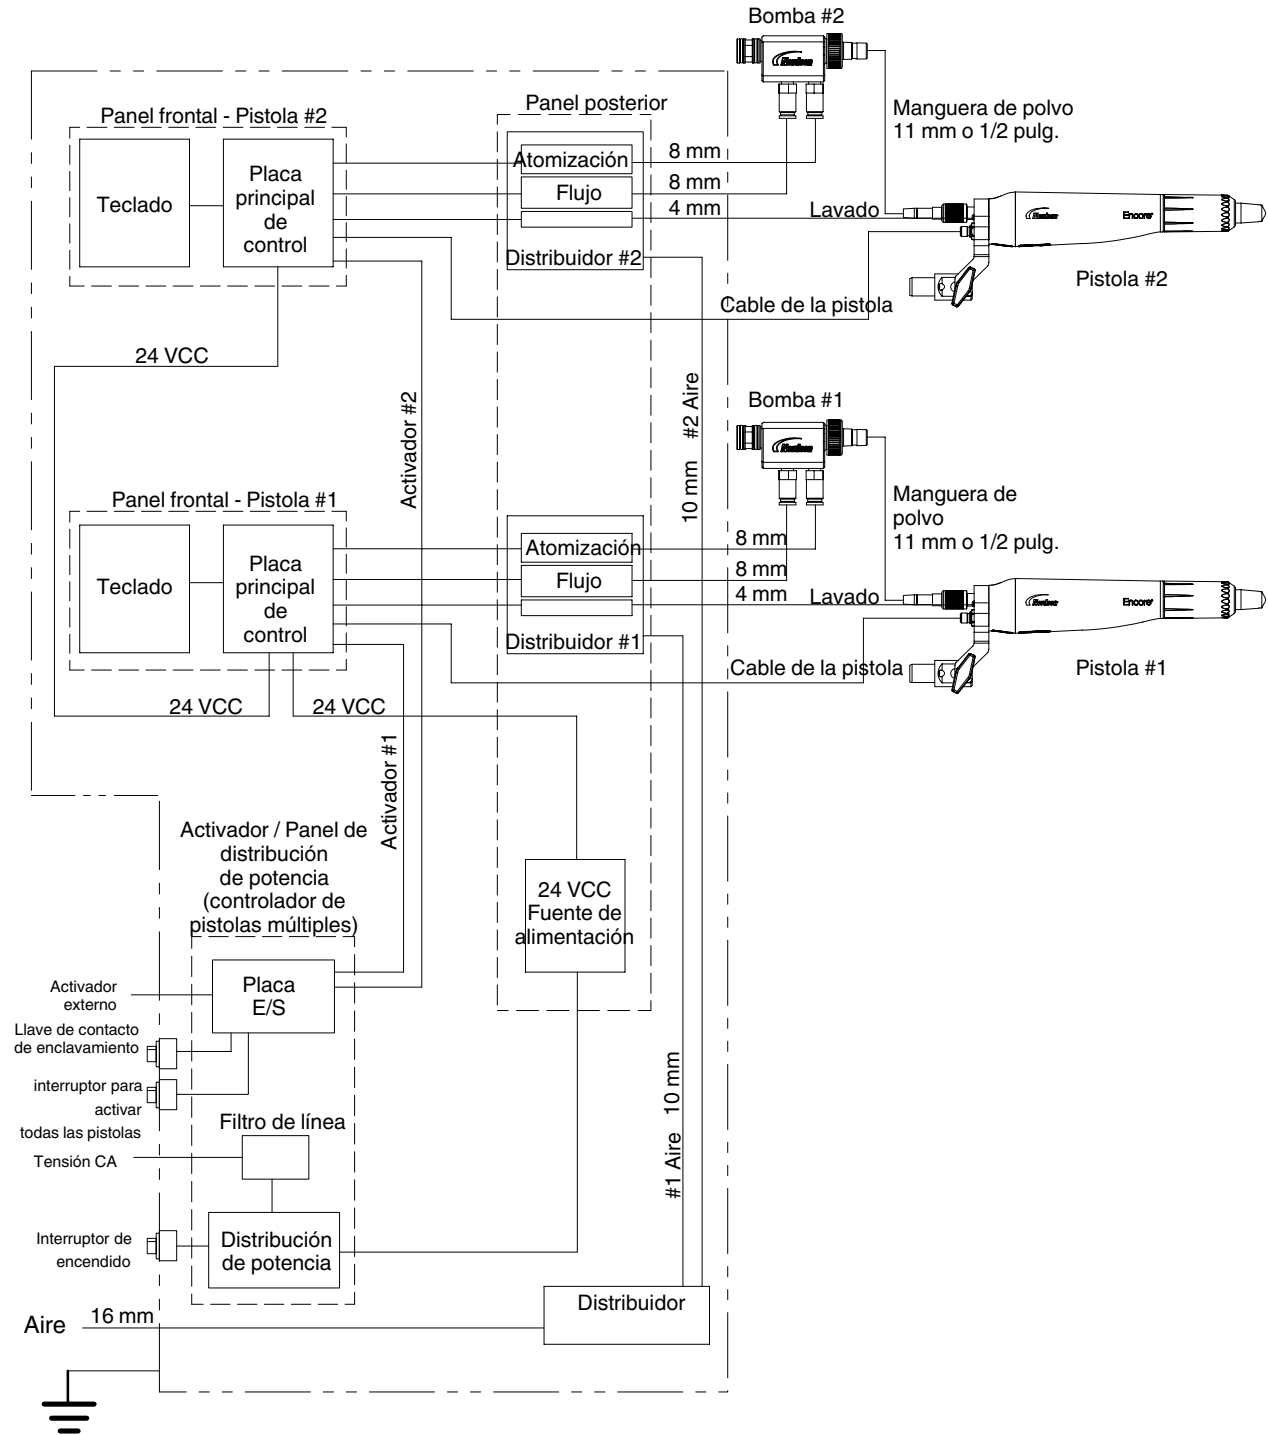 Bomba #2
Nordson
Manguera de polvo
11 mm o 1/2 pulg.
Panel posterior
Panel frontal - Pistola #2
Teclado
Placa
principal
de
control
Atomización
Flujo
8 mm
8 mm
4 mm
Lavado
Nordson
Encore
Distribuidor #2
Pistola #2
Cable de la pistola
24 VCC
Activador #2
10 mm #2 Aire
Bomba #1
Nordson
Manguera de
polvo
11 mm o 1/2 pulg.
Panel frontal - Pistola #1
Teclado
Placa
principal
de
control
Atomización
Flujo
8 mm
8 mm
4 mm
Lavado
Nordson
Encore
Distribuidor #1
Pistola #1
Cable de la pistola
24 VCC
24 VCC
Activador #1
Activador / Panel de
distribución
de potencia
(controlador de
pistolas múltiples)
24 VCC
Fuente de
alimentación
Placa
E/S
Activador
externo
Llave de contacto
de enclavamiento
interruptor para
activar
todas las pistolas
Filtro de línea
Tensión CA
#1 Aire 10 mm
Interruptor de
encendido
Distribución
de potencia
Distribuidor
Aire
16 mm